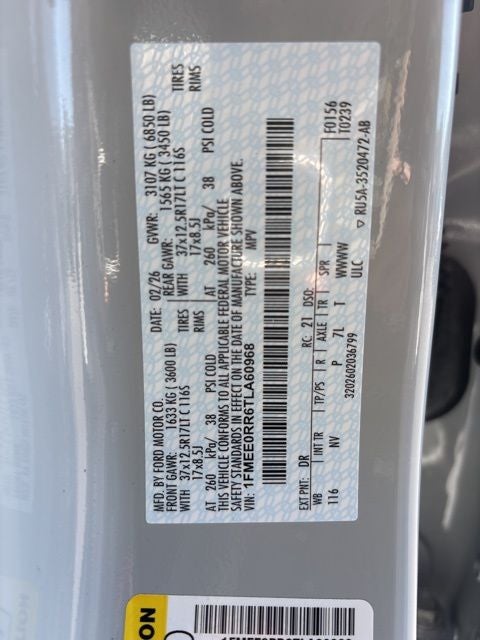 MFD. BY FORD MOTOR CO. DATE: 02/26 GVWR: 3107 KG ( 6850 LB)
FRONT GAWR: 1633 KG ( 3600 LB) REAR GAWR: 1565 KG ( 3450 LB)
WITH 37x12.5R17LT C 116S TIRES WITH 37x12.5R17LT C 116S TIRES
17x8.5J RIMS 17x8.5J RIMS
AT 260 kPa/ 38 PSI COLD AT 260 kPa/ 38 PSI COLD
THIS VEHICLE CONFORMS TO ALL APPLICABLE FEDERAL MOTOR VEHICLE
SAFETY STANDARDS IN EFFECT ON THE DATE OF MANUFACTURE SHOWN ABOVE.
VIN: 1FMEE0RR6TLA60968 TYPE: MPV
F0156
T0239
EXT PNT: DR RC: 21 DSO:
WB INT TR TP/PS R AXLE TR SPR
116 NV P 7L T WWWW
ULC
3202602036799 ▽ RU5A-3520472-AB